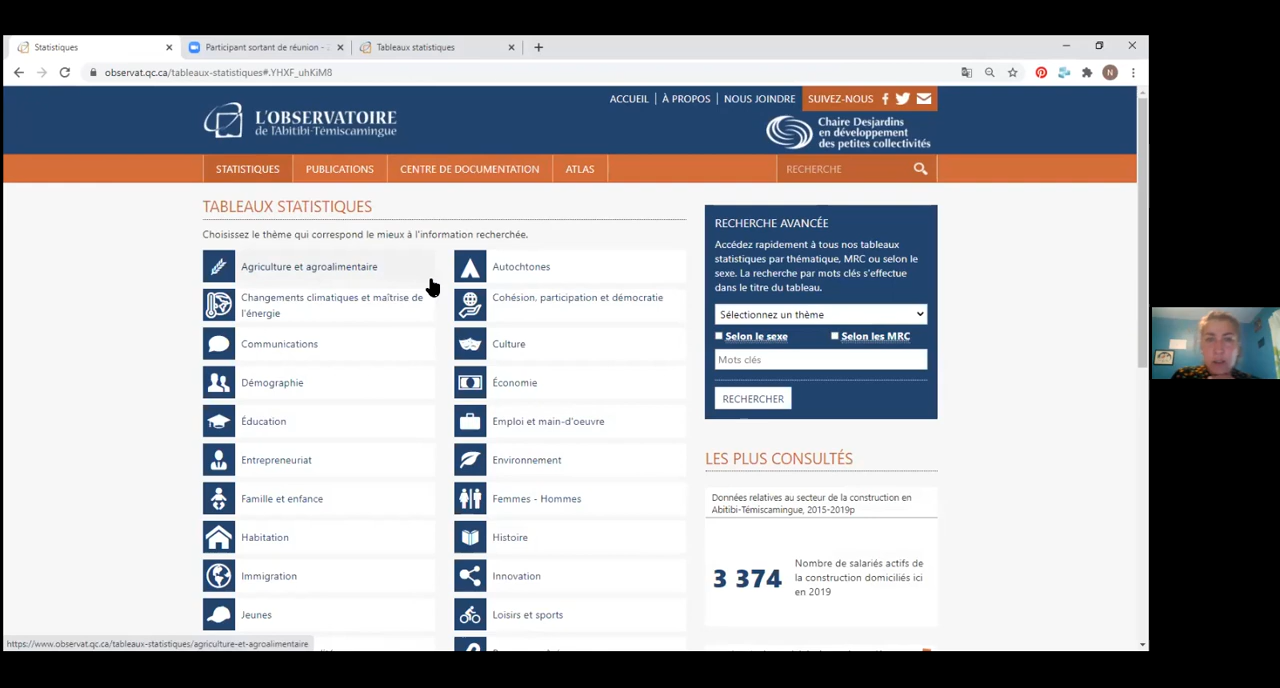 Statistiques
Participant sortant de réunion - 2
Tableaux statistiques
observat.qc.ca/tableaux-statistiques#.YHXF_uhKiM8
N
L'OBSERVATOIRE
de l'Abitibi-Témiscamingue
ACCUEIL | À PROPOS | NOUS JOINDRE
SUIVEZ-NOUS
Chaire Desjardins
en développement
des petites collectivités
STATISTIQUES
PUBLICATIONS
CENTRE DE DOCUMENTATION
ATLAS
RECHERCHE
TABLEAUX STATISTIQUES
Choisissez le thème qui correspond le mieux à l'information recherchée.
Agriculture et agroalimentaire
Autochtones
Changements climatiques et maîtrise de
l'énergie
Cohésion, participation et démocratie
Communications
Culture
Démographie
Économie
Éducation
Emploi et main-d'oeuvre
Entrepreneuriat
Environnement
Famille et enfance
Femmes - Hommes
Habitation
Histoire
Immigration
Innovation
Jeunes
Loisirs et sports
RECHERCHE AVANCÉE
Accédez rapidement à tous nos tableaux
statistiques par thématique, MRC ou selon le
sexe. La recherche par mots clés s'effectue
dans le titre du tableau.
Sélectionnez un thème
Selon le sexe
Selon les MRC
Mots clés
RECHERCHER
LES PLUS CONSULTÉS
Données relatives au secteur de la construction en
Abitibi-Témiscamingue, 2015-2019p
3 374
Nombre de salariés actifs de
la construction domiciliés ici
en 2019
https://www.observat.qc.ca/tableaux-statistiques/agriculture-et-agroalimentaire